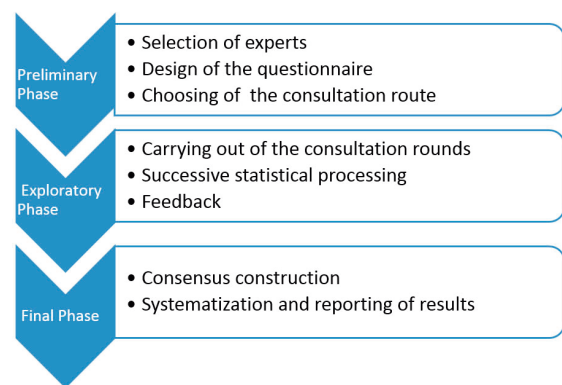 Preliminary
Phase
• Selection of experts
• Design of the questionnaire
• Choosing of the consultation route
Exploratory
Phase
• Carrying out of the consultation rounds
• Successive statistical processing
• Feedback
Final Phase
• Consensus construction
• Systematization and reporting of results